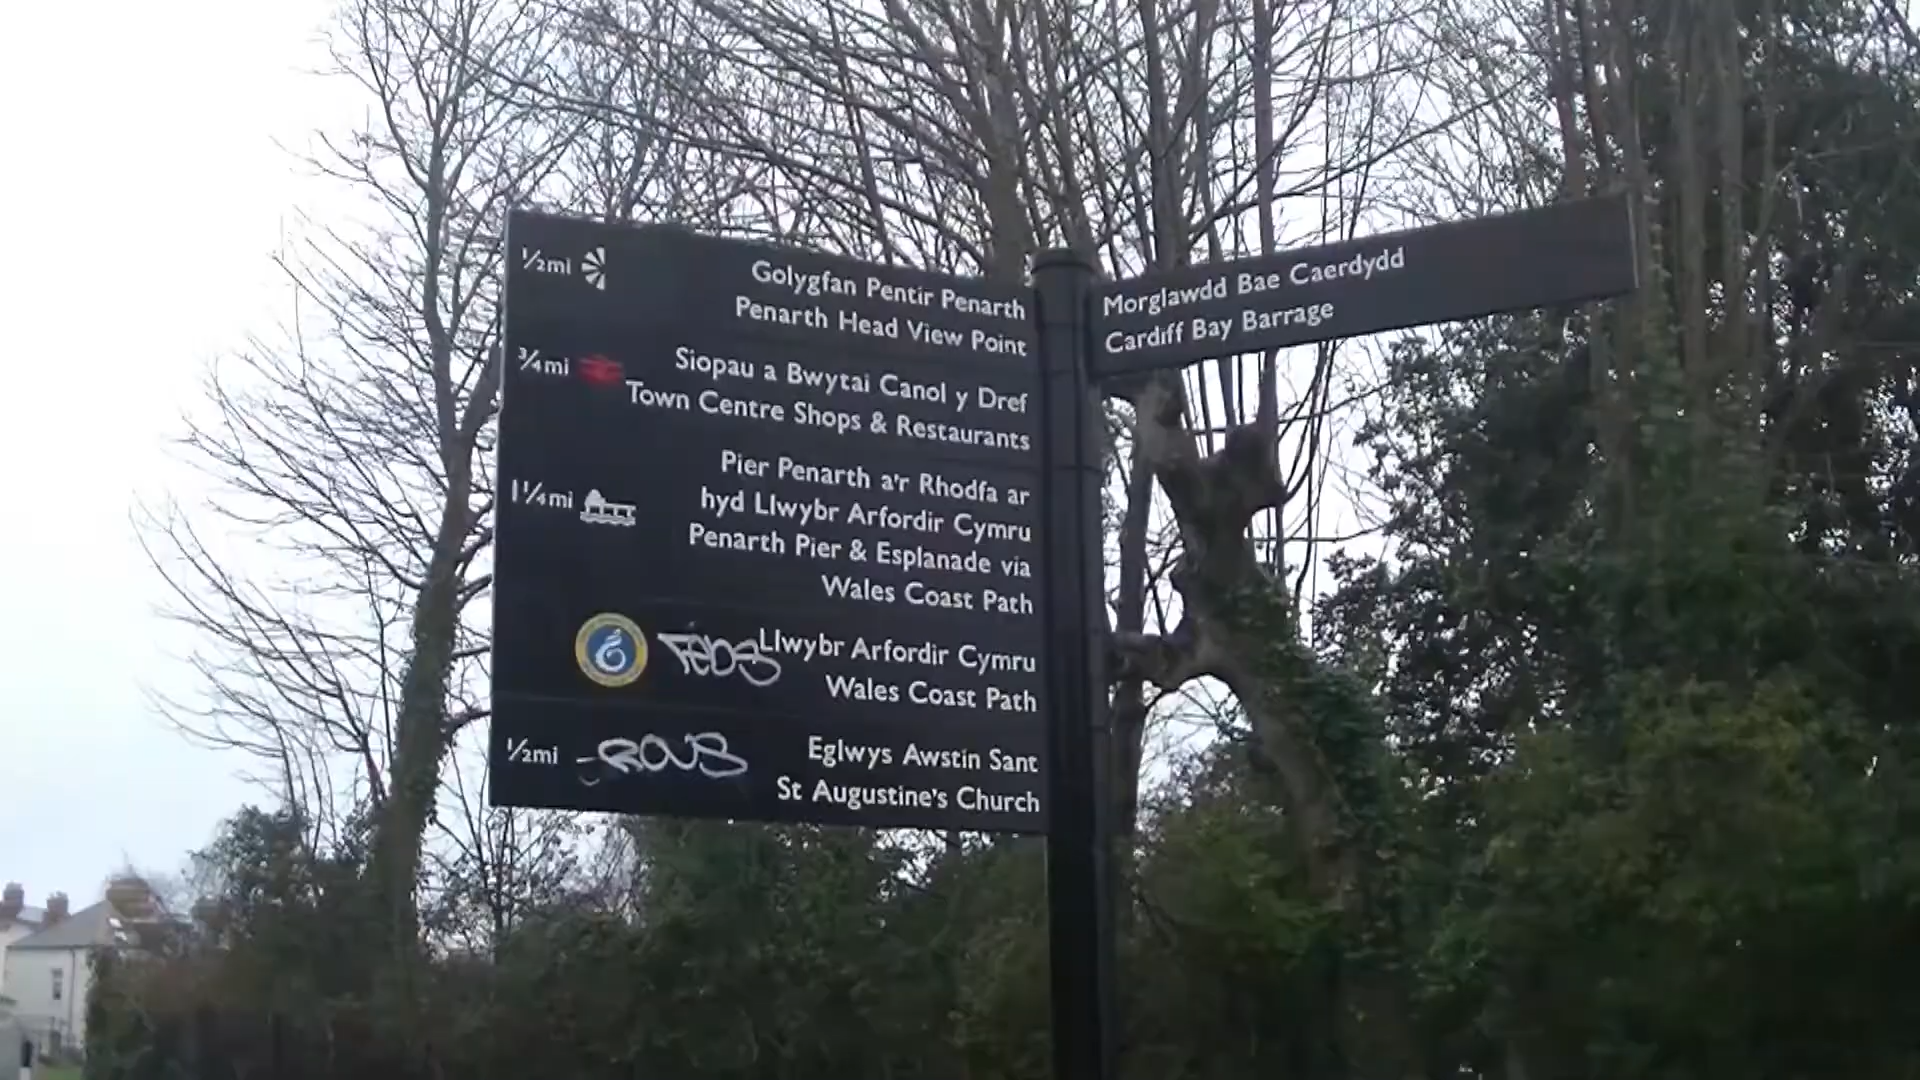 ½mi
Golygfan Pentir Penarth
Penarth Head View Point
¾mi
Siopau a Bwytai Canol y Dref
Town Centre Shops & Restaurants
1¼mi
Pier Penarth a'r Rhodfa ar
hyd Llwybr Arfordir Cymru
Penarth Pier & Esplanade via
Wales Coast Path
Llwybr Arfordir Cymru
Wales Coast Path
½mi
Eglwys Awstin Sant
St Augustine's Church
Morglawdd Bae Caerdydd
Cardiff Bay Barrage